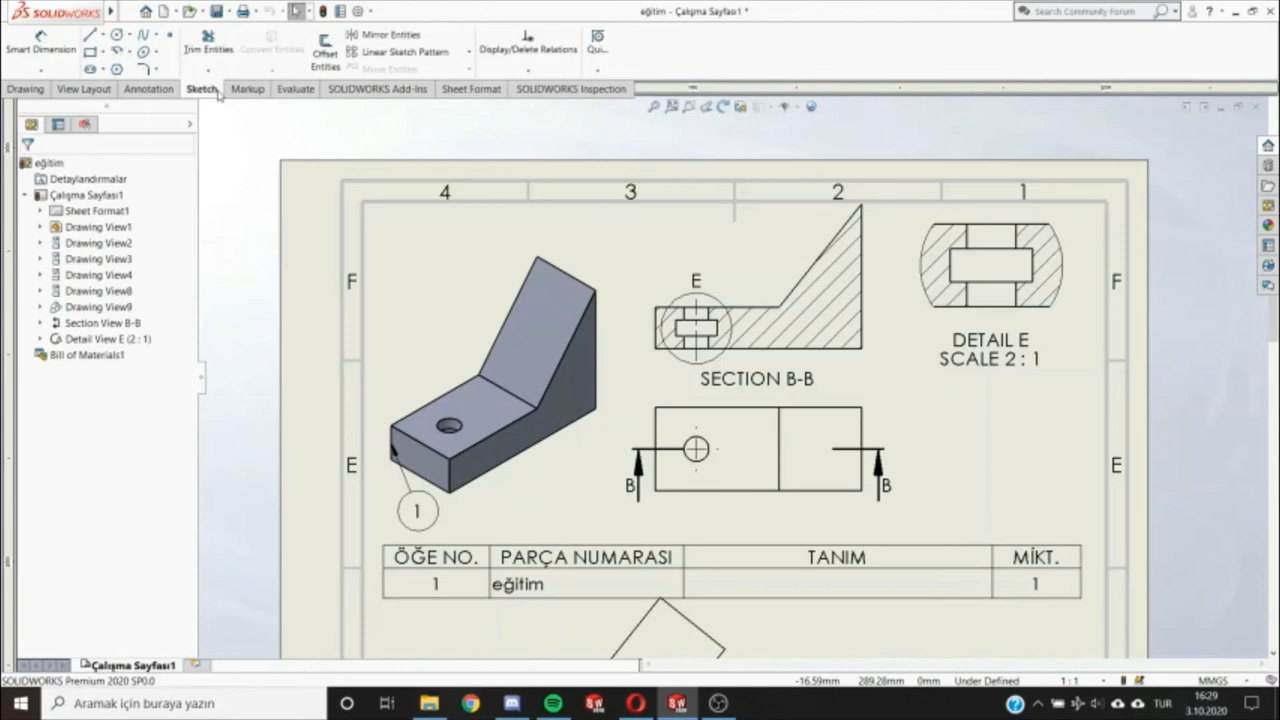 SOLIDWORKS
eğitim - Çalışma Sayfası1 *
Search Community Forum
Smart Dimension
Trim Entities
Convert Entities
Offset Entities
Mirror Entities
Linear Sketch Pattern
Move Entities
Display/Delete Relations
Qui...
Drawing
View Layout
Annotation
Sketch
Markup
Evaluate
SOLIDWORKS Add-Ins
Sketch Format
SOLIDWORKS Inspection
eğitim
Detaylandırmalar
Çalışma Sayfası1
Sheet Format1
Drawing View1
Drawing View2
Drawing View3
Drawing View4
Drawing View8
Drawing View9
Section View B-B
Detail View E (2 : 1)
Bill of Materials1
4 3 2 1
F E F
DETAIL E
SCALE 2 : 1
SECTION B-B
E E
B B
1
ÖĞE NO. PARÇA NUMARASI TANIM MİKT.
1 eğitim 1
Çalışma Sayfası1
SOLIDWORKS Premium 2020 SP0.0
-16.59mm 289.28mm 0mm Under Defined 1 : 1 MMGS
Aramak için buraya yazın
TUR
16:29
3.10.2020